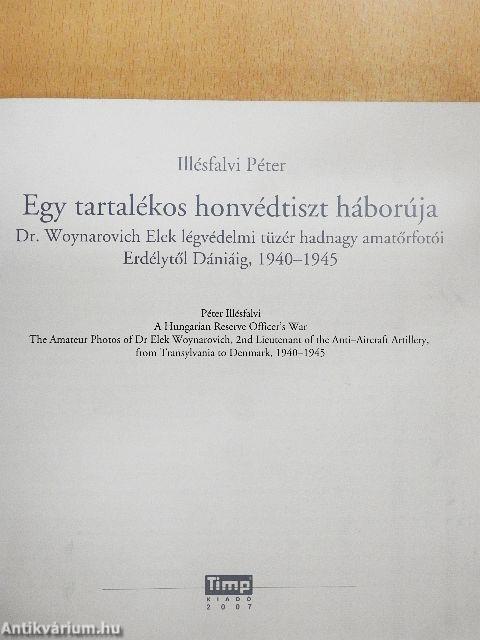 Illésfalvi Péter
Egy tartalékos honvédtiszt háborúja
Dr. Woynarovich Elek légvédelmi tüzér hadnagy amatőrfotói
Erdélytől Dániáig, 1940–1945
Péter Illésfalvi
A Hungarian Reserve Officer's War
The Amateur Photos of Dr Elek Woynarovich, 2nd Lieutenant of the Anti–Aircraft Artillery,
from Transylvania to Denmark, 1940–1945
Timp
KIADÓ
2007
Antikvárium.hu